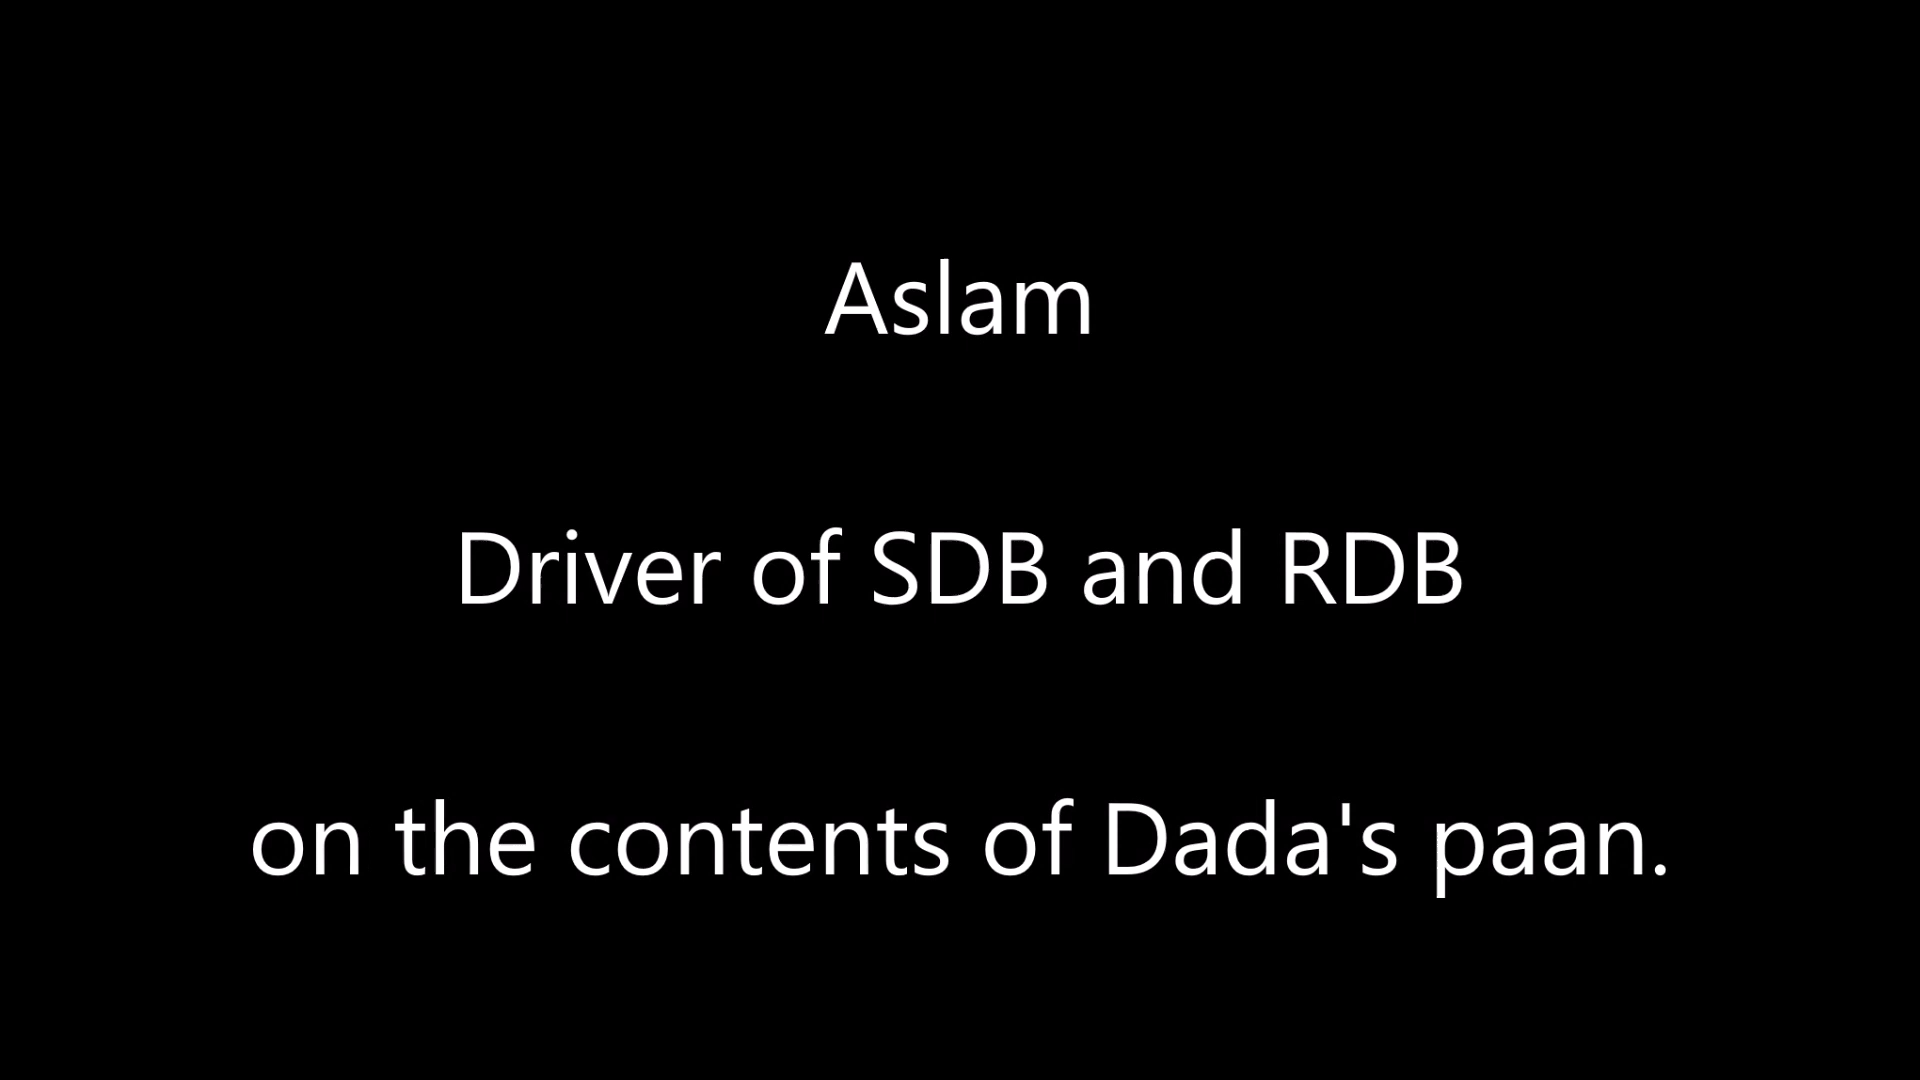 Aslam
Driver of SDB and RDB
on the contents of Dada's paan.